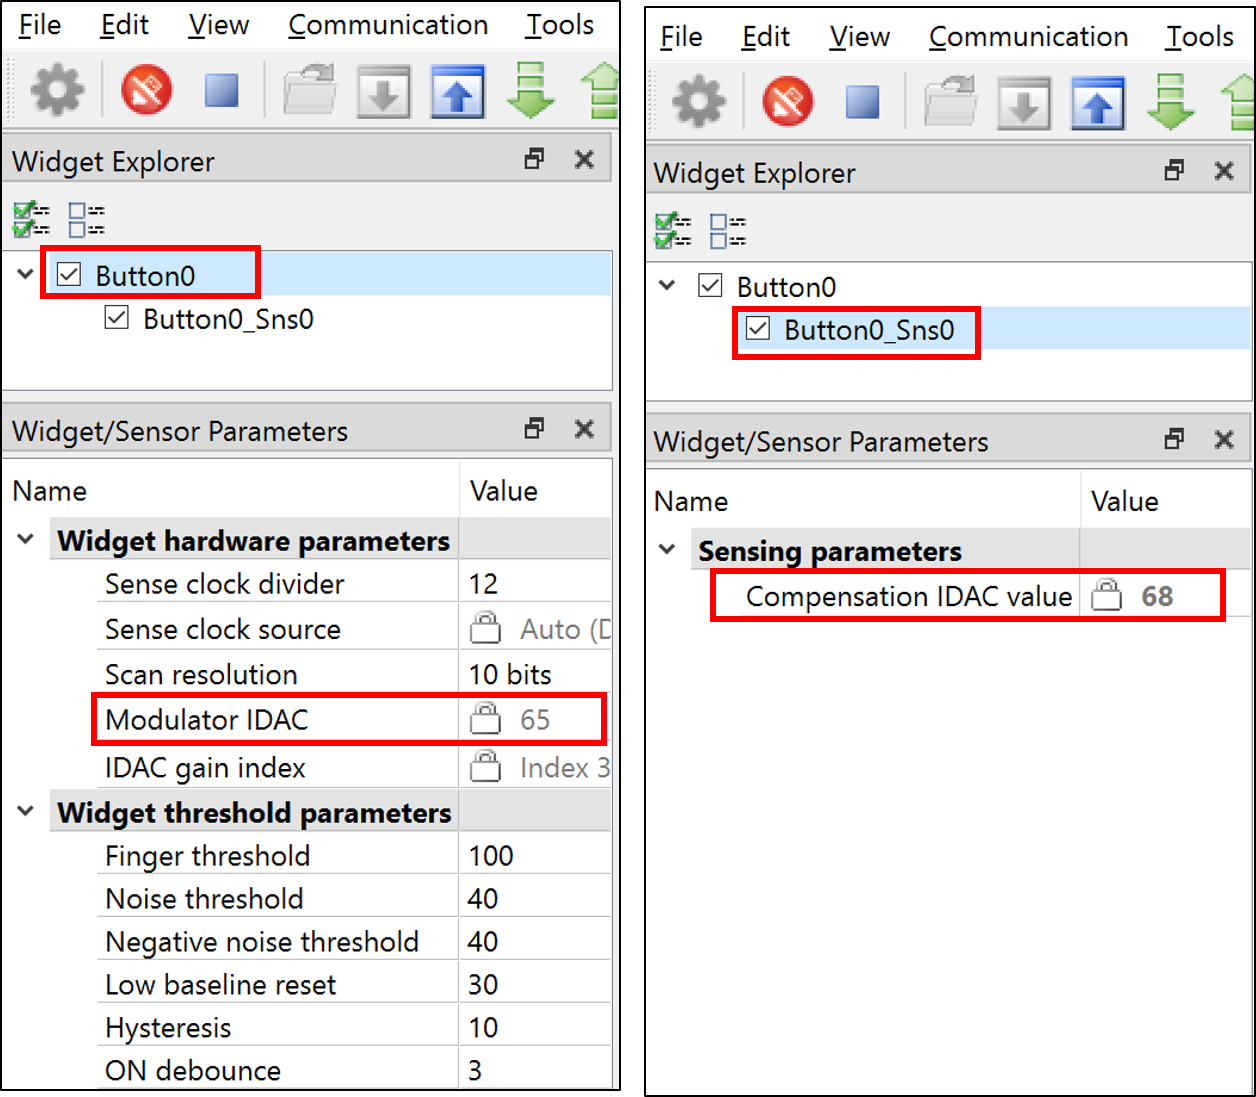 File Edit View Communication Tools
Widget Explorer
Button0
Button0_Sns0
Widget/Sensor Parameters
Name Value
Widget hardware parameters
Sense clock divider 12
Sense clock source Auto (D
Scan resolution 10 bits
Modulator IDAC 65
IDAC gain index Index 3
Widget threshold parameters
Finger threshold 100
Noise threshold 40
Negative noise threshold 40
Low baseline reset 30
Hysteresis 10
ON debounce 3
File Edit View Communication Tools
Widget Explorer
Button0
Button0_Sns0
Widget/Sensor Parameters
Name Value
Sensing parameters
Compensation IDAC value 68